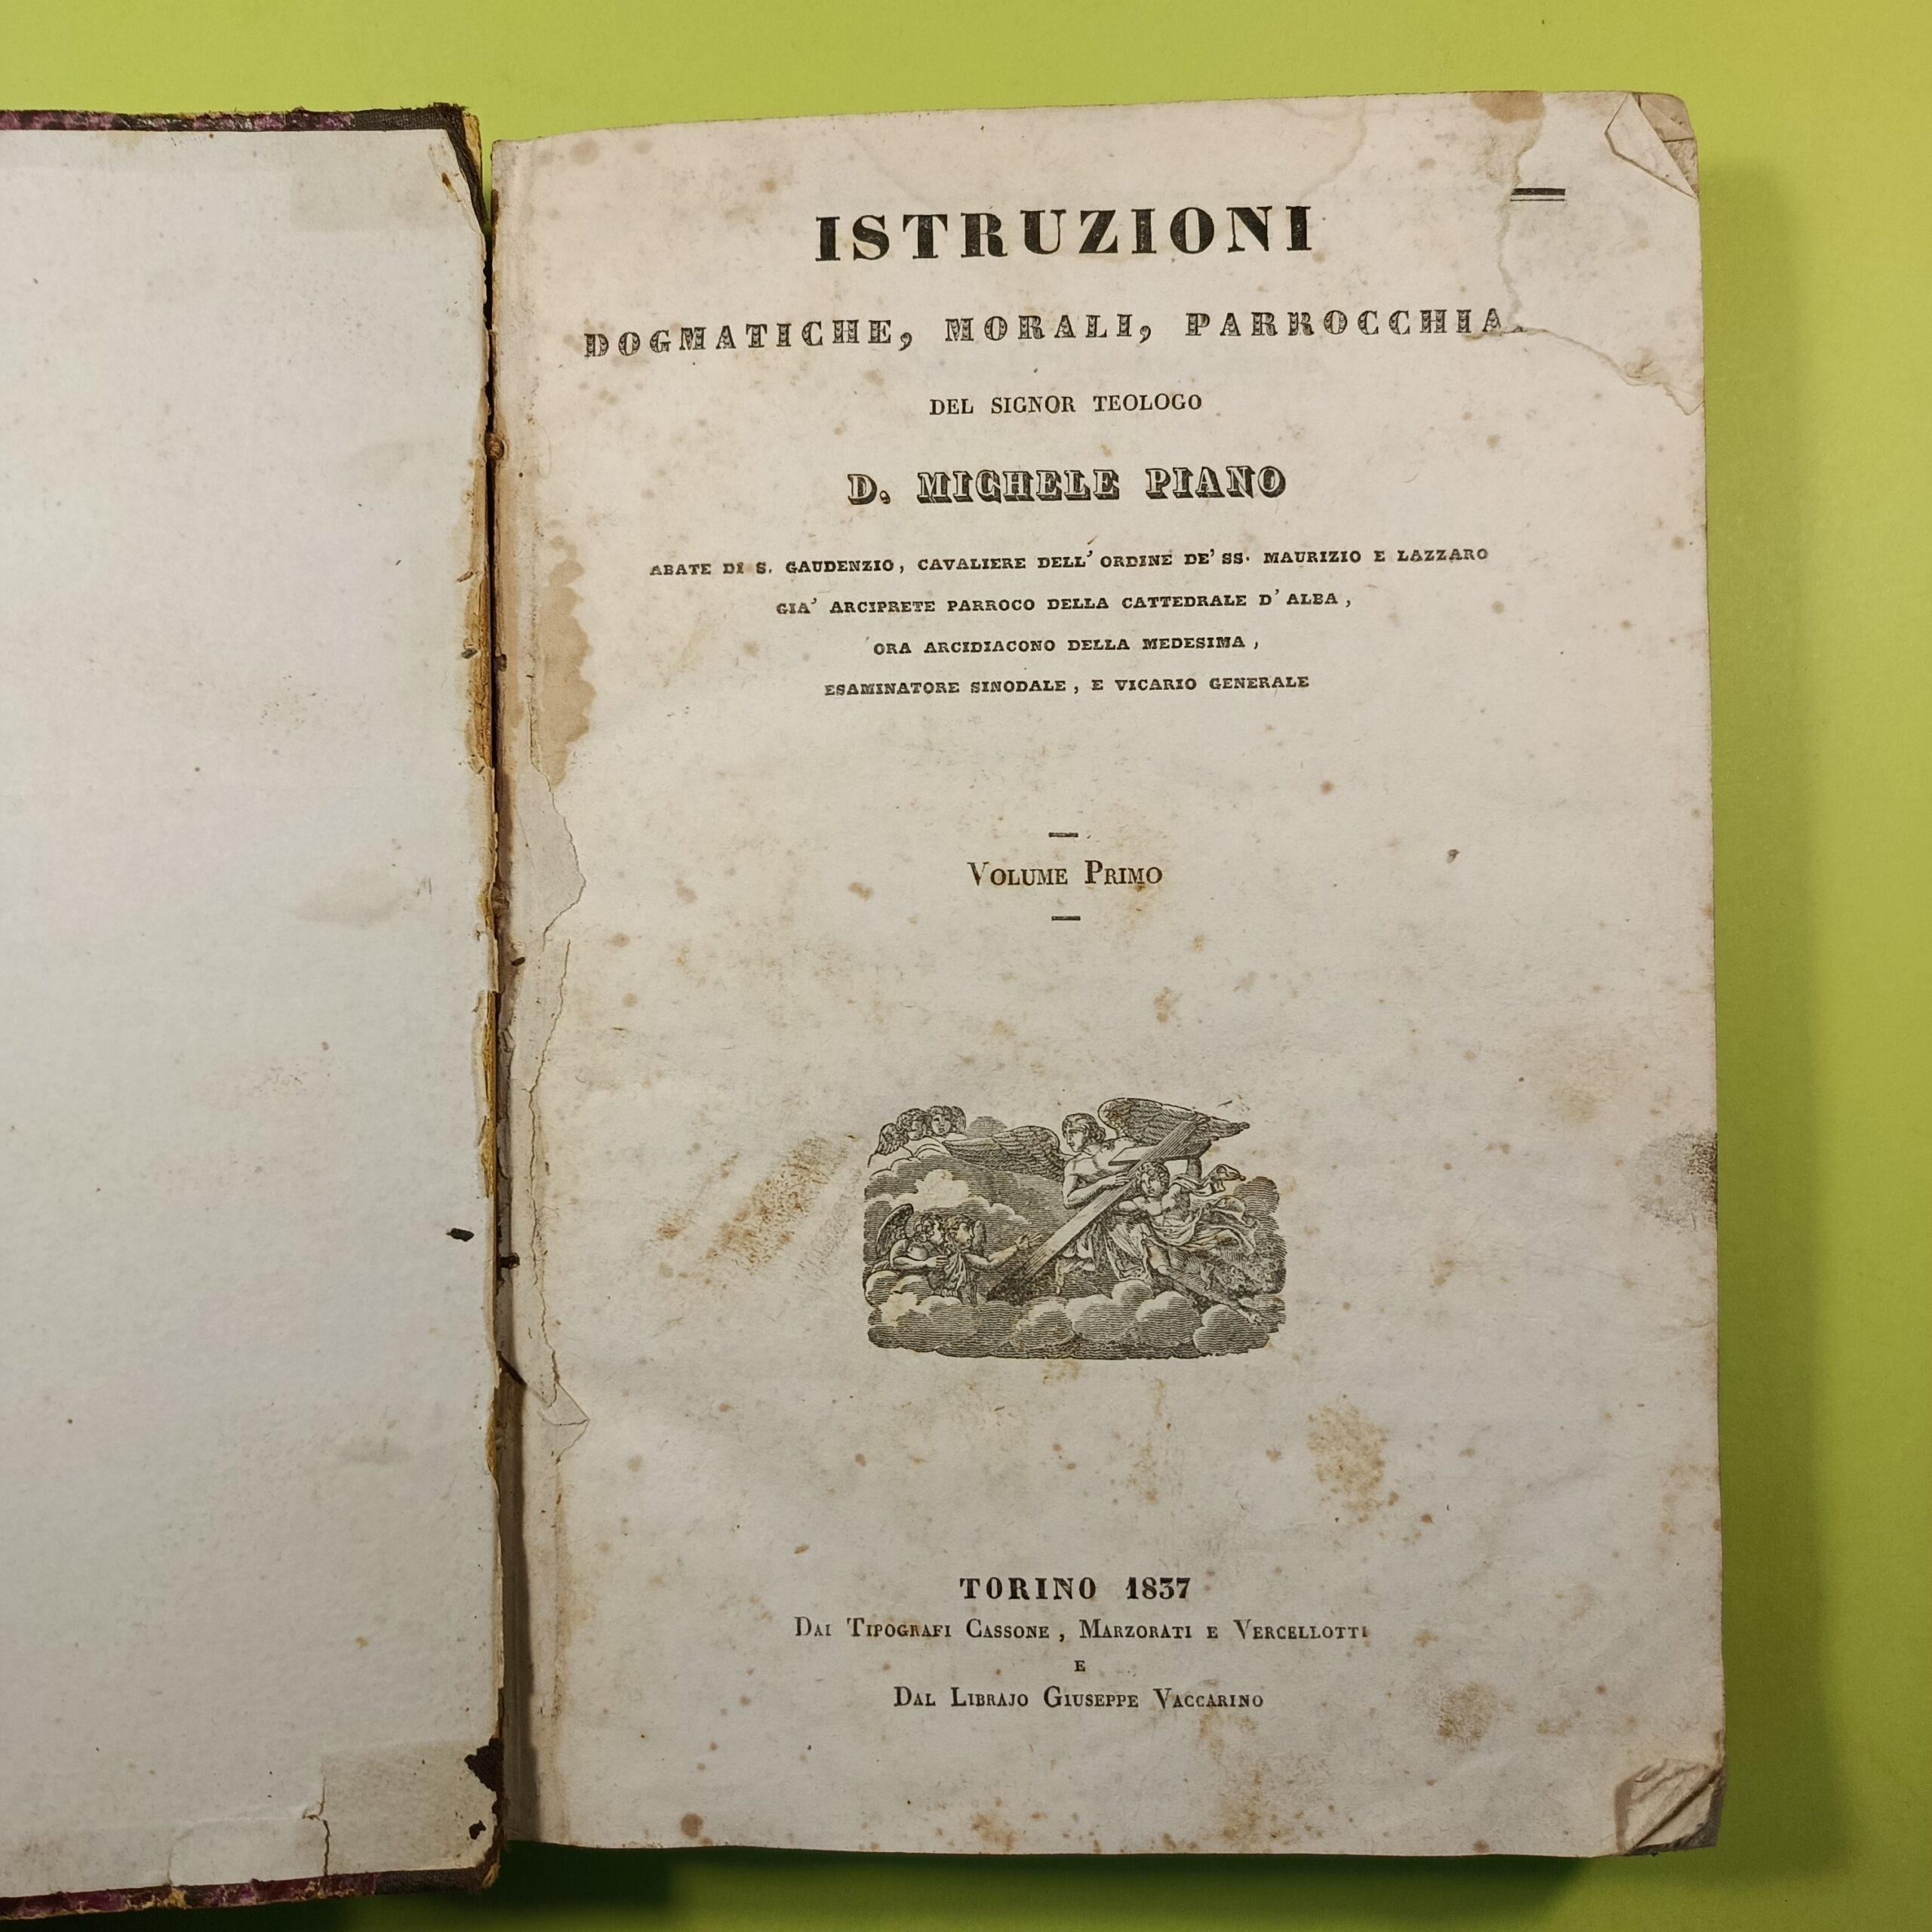 ISTRUZIONI
DOGMATICHE, MORALI, PARROCCHIA
DEL SIGNOR TEOLOGO
D. MICHELE PIANO
ABATE DI S. GAUDENZIO, CAVALIERE DELL' ORDINE DE' SS. MAURIZIO E LAZZARO
GIA' ARCIPRETE PARROCO DELLA CATTEDRALE D' ALBA,
ORA ARCIDIACONO DELLA MEDESIMA,
ESAMINATORE SINODALE, E VICARIO GENERALE
VOLUME PRIMO
TORINO 1837
DAI TIPOGRAFI CASSONE, MARZORATI E VERCELLOTTI
E
DAL LIBRAJO GIUSEPPE VACCARINO